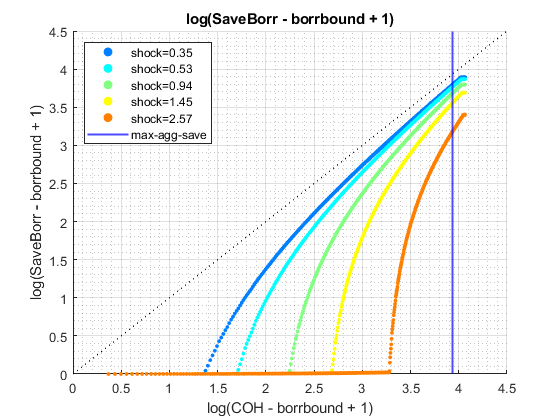 log(SaveBorr - borrbound + 1)
4.5
4
3.5
3
2.5
2
1.5
1
0.5
0
log(SaveBorr - borrbound + 1)
shock=0.35
shock=0.53
shock=0.94
shock=1.45
shock=2.57
max-agg-save
0 0.5 1 1.5 2 2.5 3 3.5 4 4.5
log(COH - borrbound + 1)